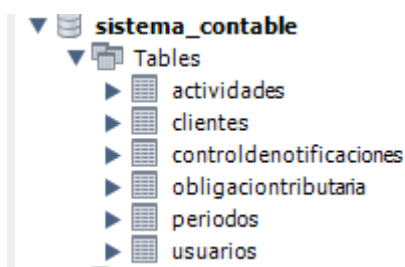 sistema_contable
Tables
actividades
clientes
controldenotificaciones
obligaciontributaria
periodos
usuarios